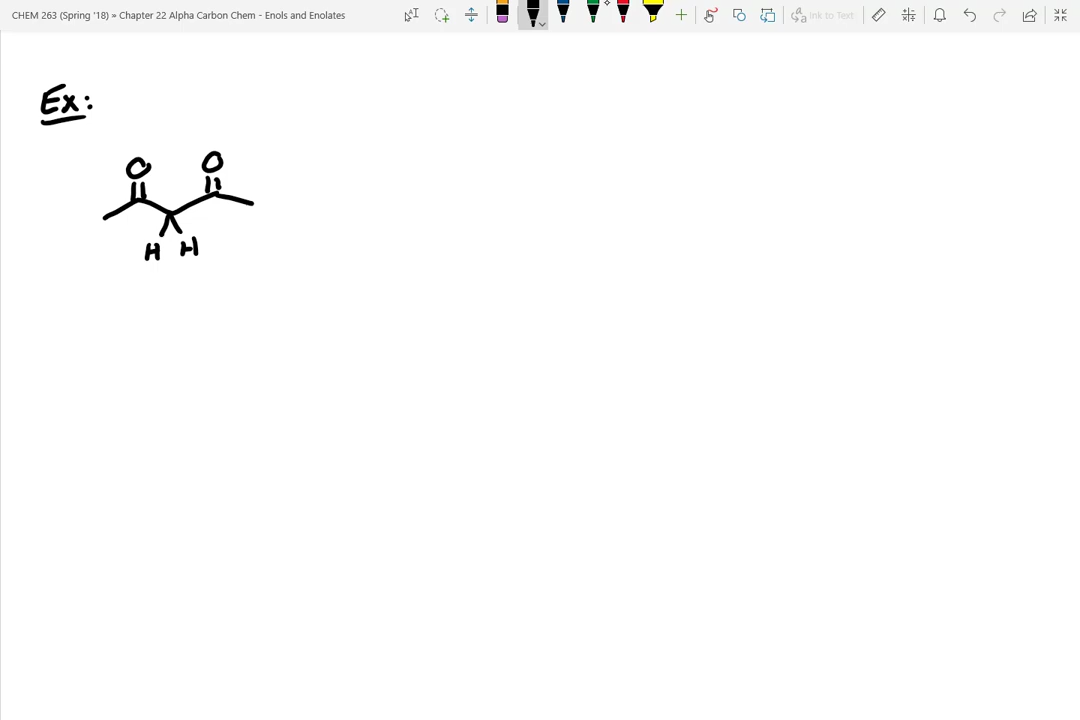 CHEM 263 (Spring '18) » Chapter 22 Alpha Carbon Chem - Enols and Enolates
Ink to Text
Ex:
O O
H H